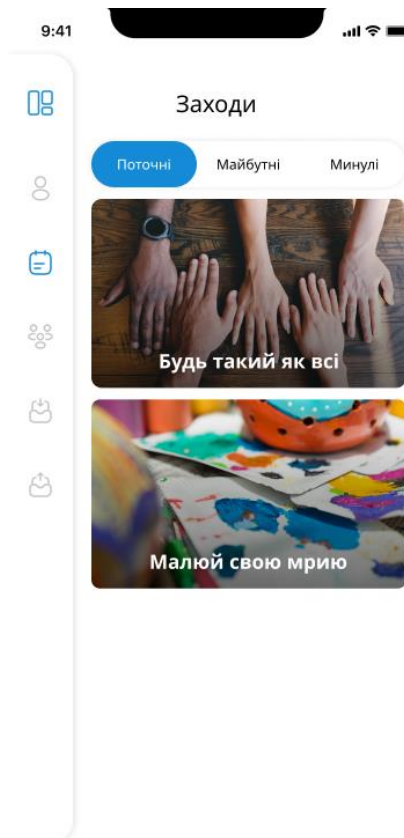 9:41
Заходи
Поточні Майбутні Минулі
Будь такий як всі
Малюй свою мрию